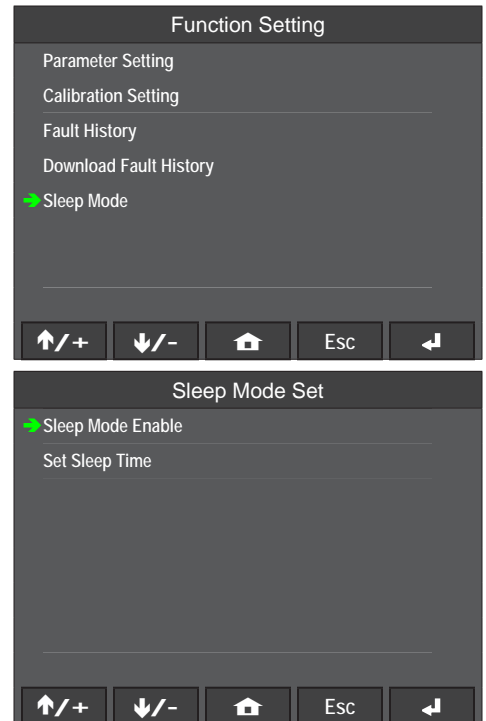 Function Setting
Parameter Setting
Calibration Setting
Fault History
Download Fault History
Sleep Mode
↑/+ ↓/- Esc ↵
Sleep Mode Set
Sleep Mode Enable
Set Sleep Time
↑/+ ↓/- Esc ↵